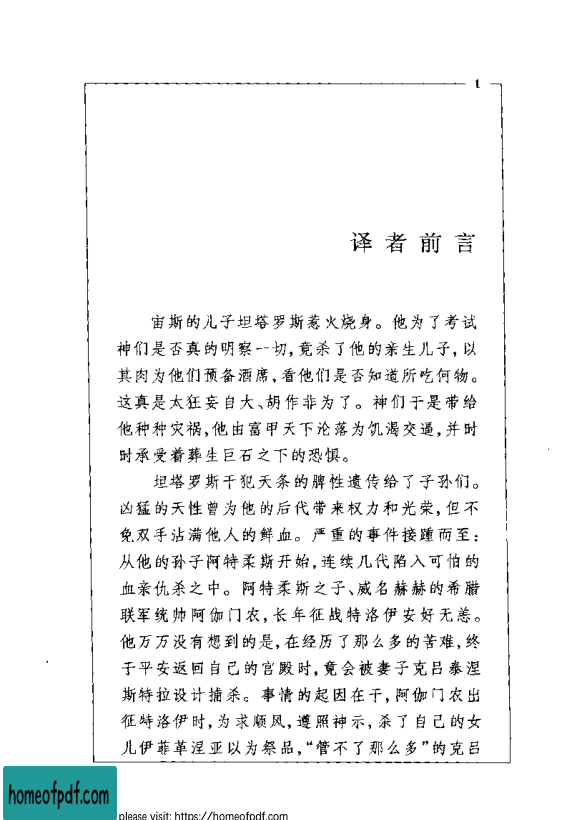 1
译者前言
宙斯的儿子坦塔罗斯惹火烧身。他为了考试
神们是否真的明察一切,竟杀了他的亲生儿子,以
其肉为他们预备酒席,看他们是否知道所吃何物。
这真是太狂妄自大、胡作非为了。神们于是带给
他种种灾祸,他由富甲天下沦落为饥渴交逼,并时
时承受着葬生巨石之下的恐惧。
坦塔罗斯干犯天条的脾性遗传给了子孙们。
凶猛的天性曾为他的后代带来权力和光荣,但不
免双手沾满他人的鲜血。严重的事件接踵而至:
从他的孙子阿特柔斯开始,连续几代陷入可怕的
血亲仇杀之中。阿特柔斯之子、威名赫赫的希腊
联军统帅阿伽门农,长年征战特洛伊安好无恙。
他万万没有想到的是,在经历了那么多的苦难,终
于平安返回自己的宫殿时,竟会被妻子克吕泰涅
斯特拉设计捕杀。事情的起因在于,阿伽门农出
征特洛伊时,为求顺风,遵照神示,杀了自己的女
儿伊菲革涅亚以为祭品,“管不了那么多”的克吕
homeofpdf.com
please visit: https://homeofpdf.com